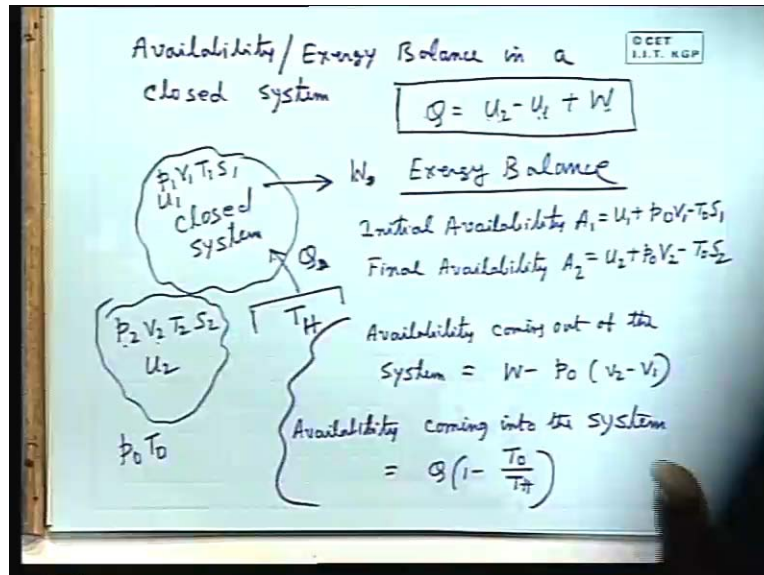 Availability/Exergy Balance in a
closed system
© CET
I.I.T. KGP
Q = U₂ - U₁ + W
p₁ V₁ T₁ S₁
U₁
closed
system
W
Q
T_H
p₂ V₂ T₂ S₂
U₂
p₀ T₀
Exergy Balance
Initial Availability A₁ = U₁ + p₀V₁ - T₀S₁
Final Availability A₂ = U₂ + p₀V₂ - T₀S₂
Availability coming out of the
system = W - p₀ (V₂ - V₁)
Availability coming into the system
= Q(1 - T₀/T_H)